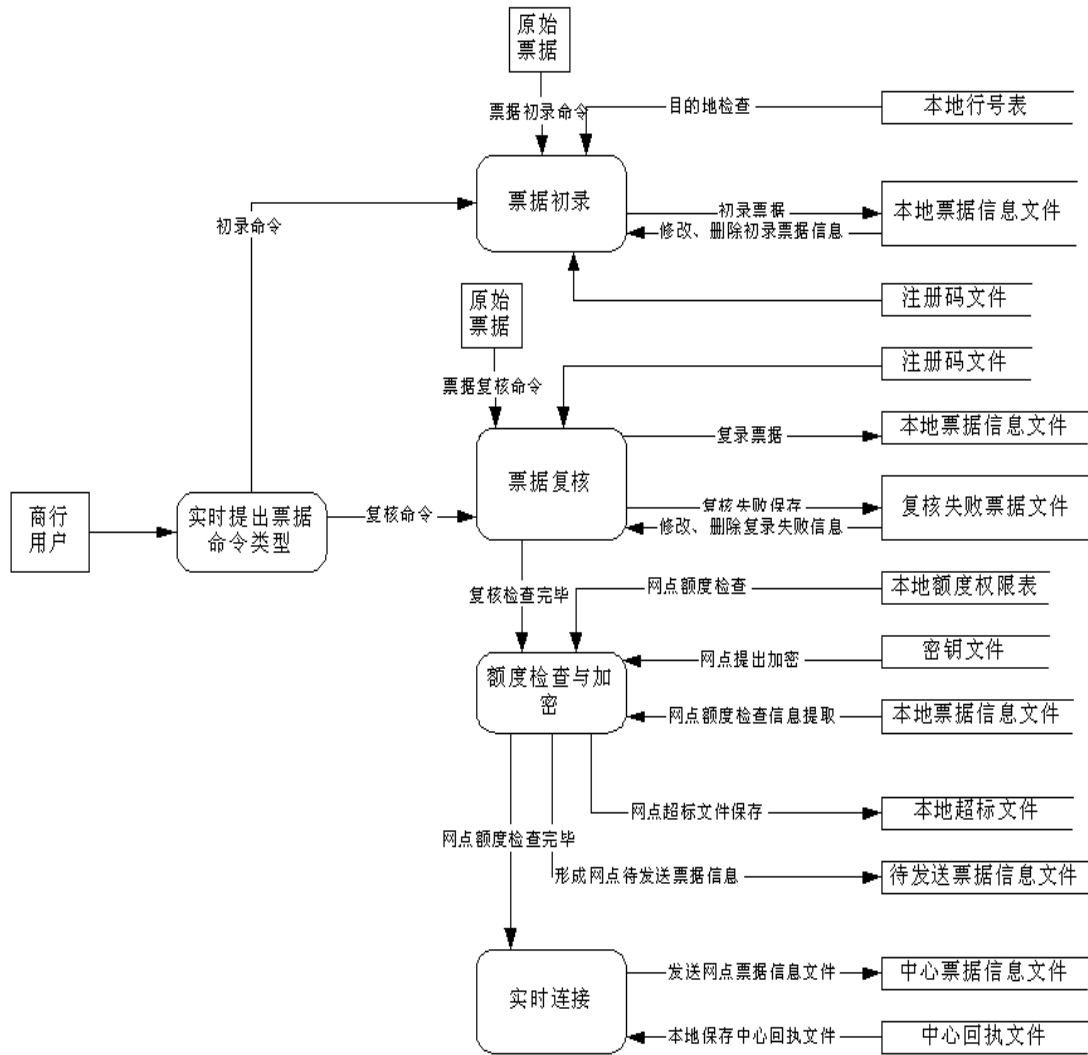 原始
票据
票据初录命令
目的地检查
本地行号表
票据初录
初录命令
初录票据
修改、删除初录票据信息
本地票据信息文件
注册码文件
原始
票据
注册码文件
票据复核命令
复录票据
本地票据信息文件
票据复核
商行
用户
实时提出票据
命令类型
复核命令
复核失败保存
修改、删除复录失败信息
复核失败票据文件
复核检查完毕
网点额度检查
本地额度权限表
网点提出加密
密钥文件
额度检查与加
密
网点额度检查信息提取
本地票据信息文件
网点超标文件保存
本地超标文件
网点额度检查完毕
形成网点待发送票据信息
待发送票据信息文件
发送网点票据信息文件
中心票据信息文件
实时连接
本地保存中心回执文件
中心回执文件